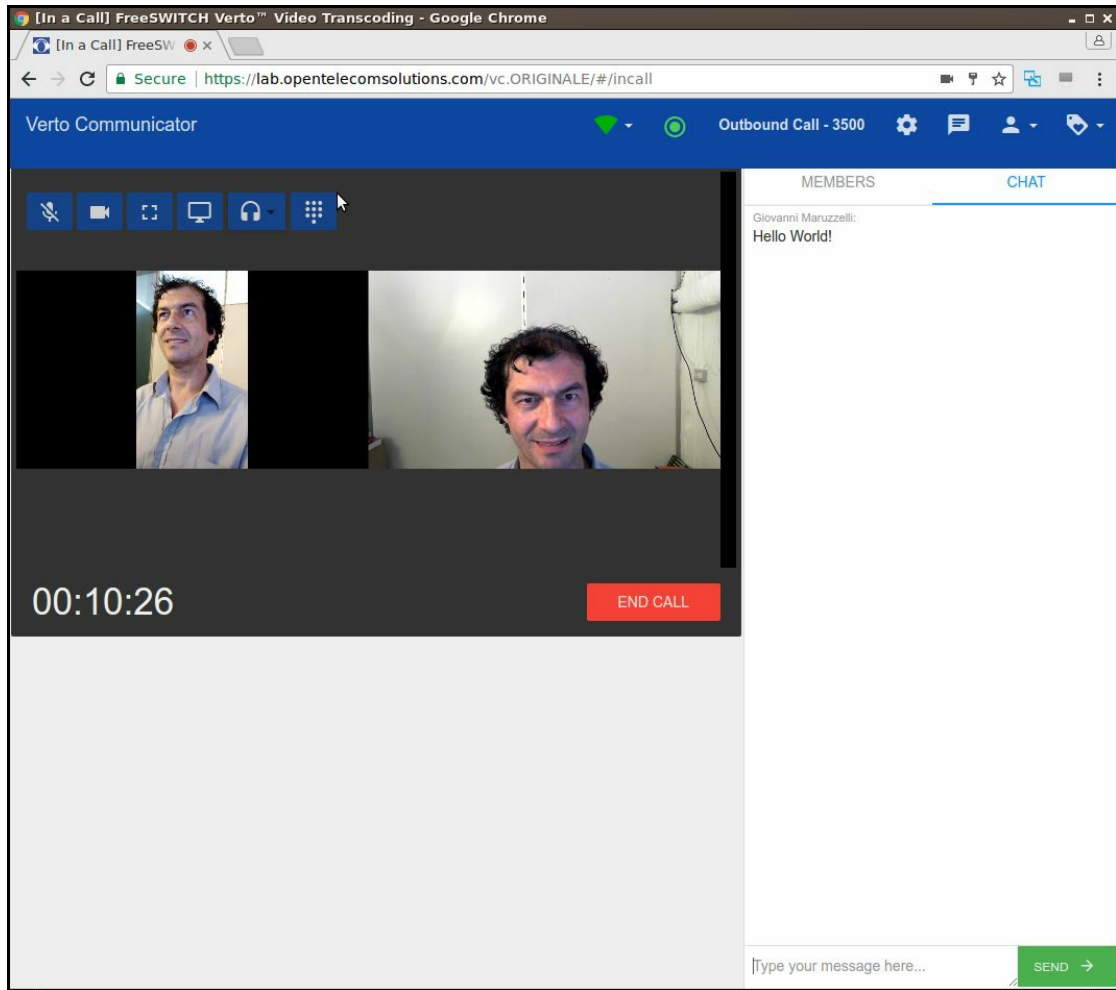 [In a Call] FreeSWITCH Verto™ Video Transcoding - Google Chrome
[In a Call] FreeSW
Secure | https://lab.opentelecomsolutions.com/vc.ORIGINALE/#/incall
Verto Communicator
Outbound Call - 3500
MEMBERS
CHAT
Giovanni Maruzzelli:
Hello World!
00:10:26
END CALL
Type your message here...
SEND